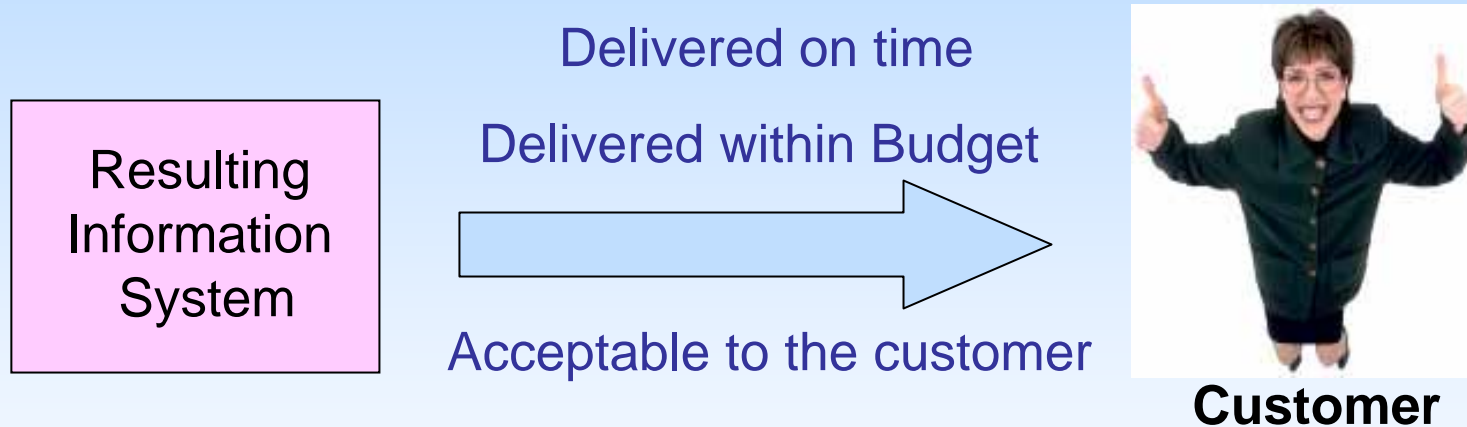 Resulting
Information
System
Delivered on time
Delivered within Budget
Acceptable to the customer
Customer